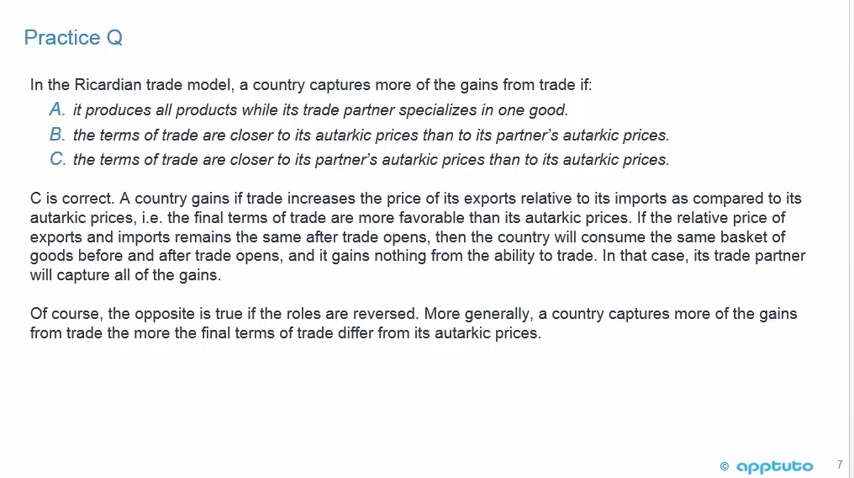 Practice Q
In the Ricardian trade model, a country captures more of the gains from trade if:
A. it produces all products while its trade partner specializes in one good.
B. the terms of trade are closer to its autarkic prices than to its partner's autarkic prices.
C. the terms of trade are closer to its partner's autarkic prices than to its autarkic prices.
C is correct. A country gains if trade increases the price of its exports relative to its imports as compared to its
autarkic prices, i.e. the final terms of trade are more favorable than its autarkic prices. If the relative price of
exports and imports remains the same after trade opens, then the country will consume the same basket of
goods before and after trade opens, and it gains nothing from the ability to trade. In that case, its trade partner
will capture all of the gains.
Of course, the opposite is true if the roles are reversed. More generally, a country captures more of the gains
from trade the more the final terms of trade differ from its autarkic prices.
© apptuto 7